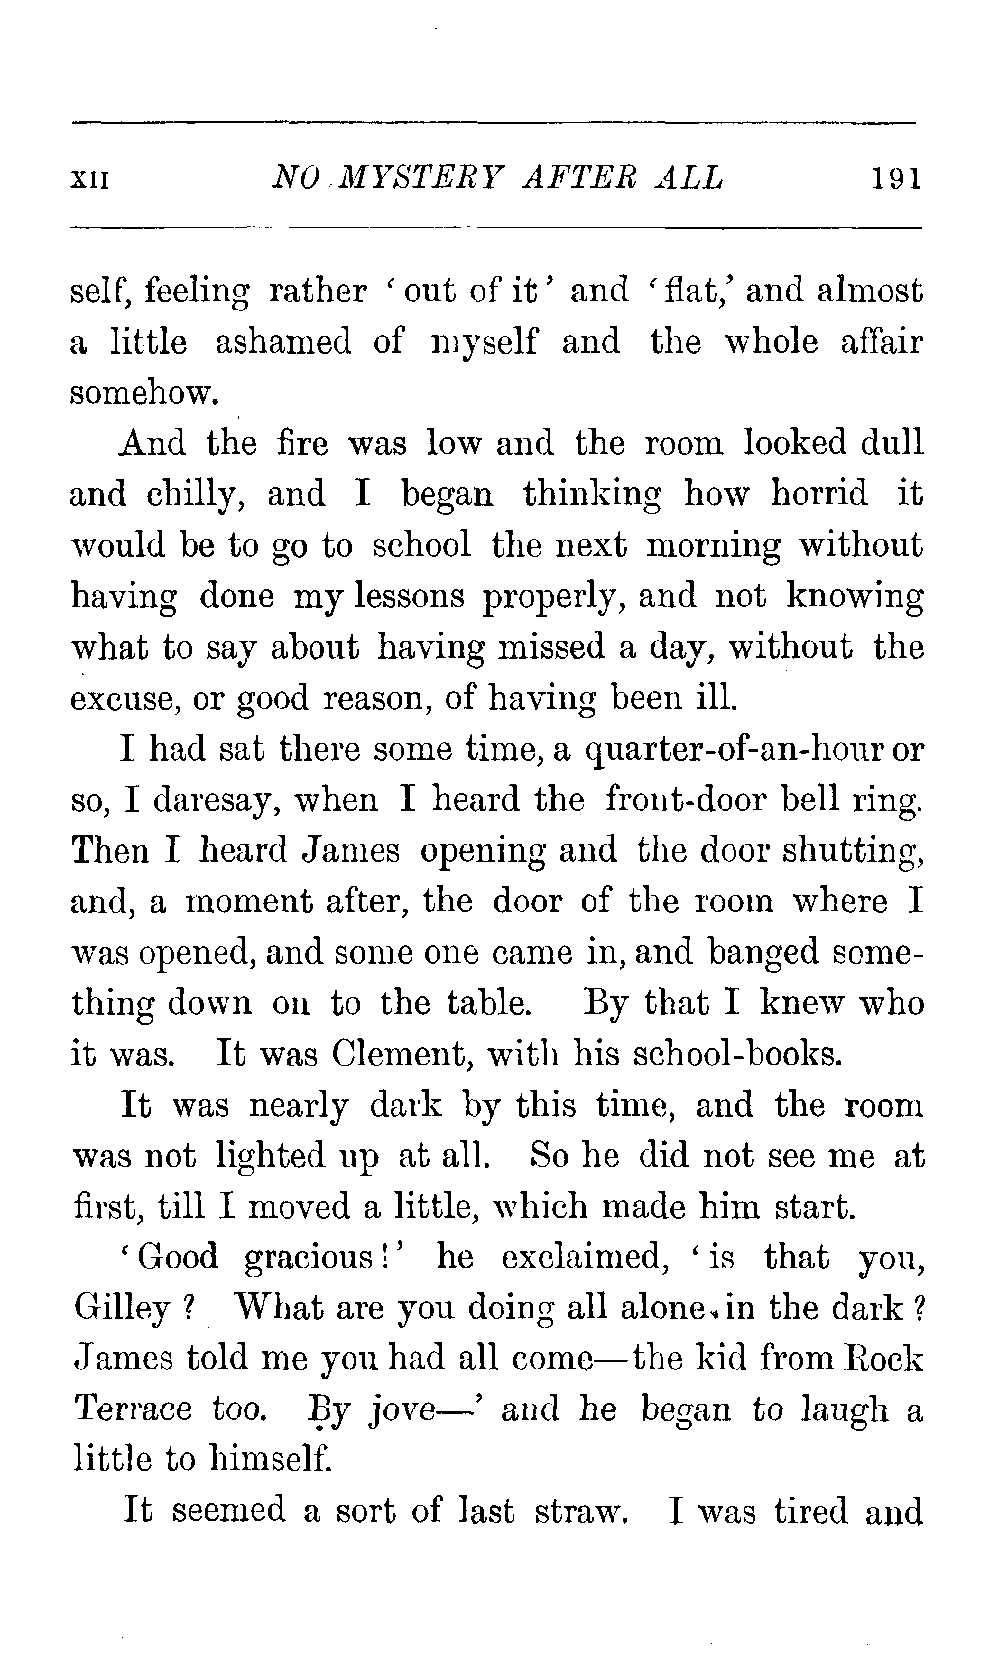 XII NO MYSTERY AFTER ALL 191
self, feeling rather ‘out of it’ and ‘flat,’ and almost
a little ashamed of myself and the whole affair
somehow.
And the fire was low and the room looked dull
and chilly, and I began thinking how horrid it
would be to go to school the next morning without
having done my lessons properly, and not knowing
what to say about having missed a day, without the
excuse, or good reason, of having been ill.
I had sat there some time, a quarter-of-an-hour or
so, I daresay, when I heard the front-door bell ring.
Then I heard James opening and the door shutting,
and, a moment after, the door of the room where I
was opened, and some one came in, and banged some-
thing down on to the table. By that I knew who
it was. It was Clement, with his school-books.
It was nearly dark by this time, and the room
was not lighted up at all. So he did not see me at
first, till I moved a little, which made him start.
‘Good gracious!’ he exclaimed, ‘is that you,
Gilley? What are you doing all alone, in the dark?
James told me you had all come—the kid from Rock
Terrace too. By jove—’ and he began to laugh a
little to himself.
It seemed a sort of last straw. I was tired and